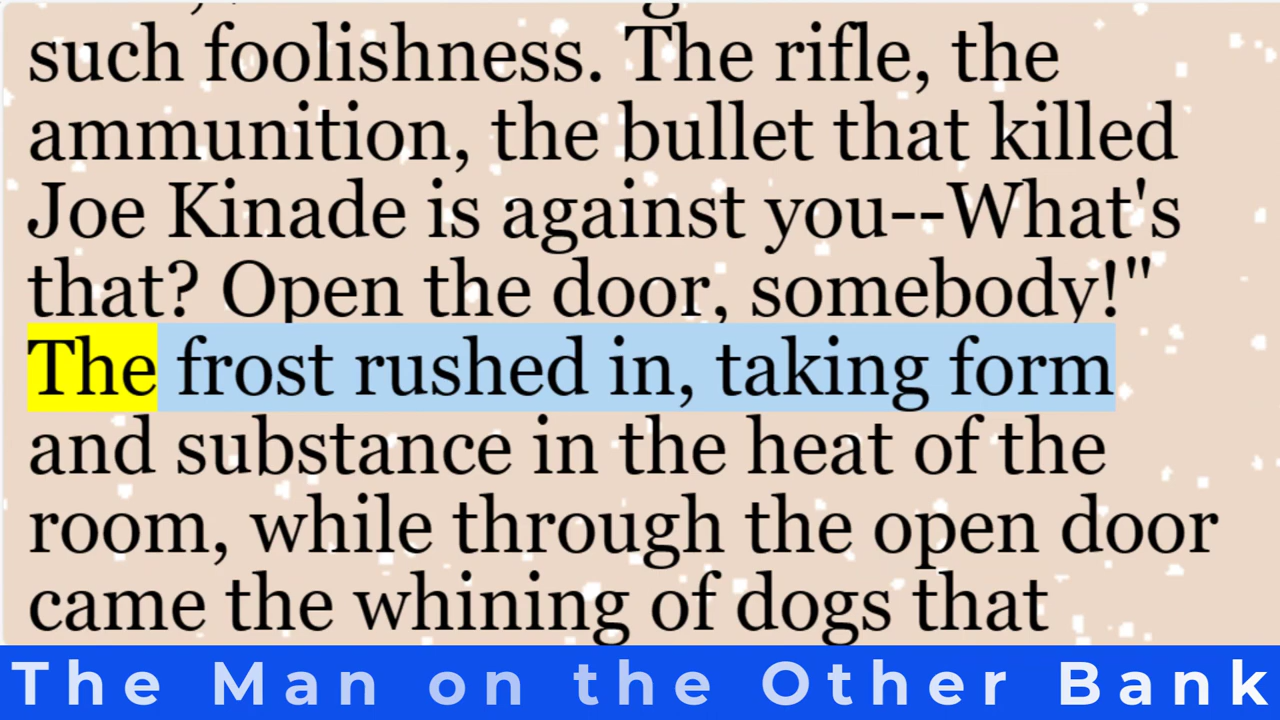 such foolishness. The rifle, the
ammunition, the bullet that killed
Joe Kinade is against you--What's
that? Open the door, somebody!"
The frost rushed in, taking form
and substance in the heat of the
room, while through the open door
came the whining of dogs that
The Man on the Other Bank